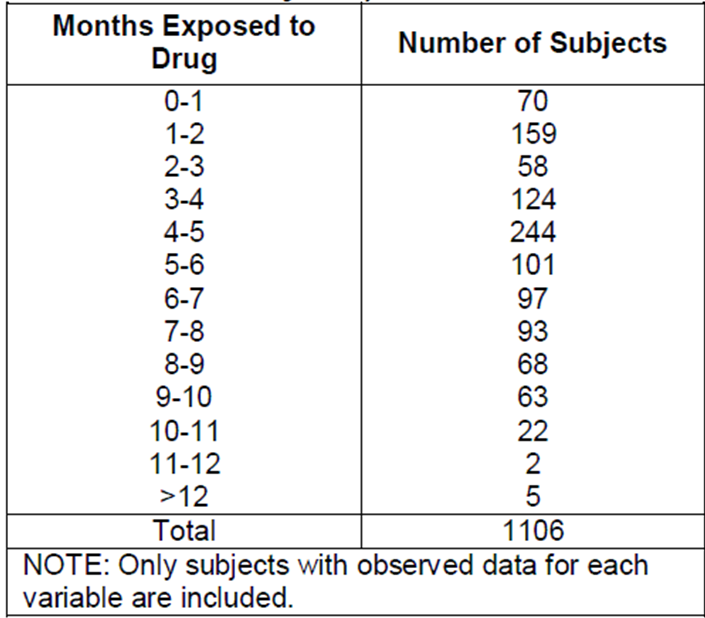 Months Exposed to
Drug
Number of Subjects
0-1 70
1-2 159
2-3 58
3-4 124
4-5 244
5-6 101
6-7 97
7-8 93
8-9 68
9-10 63
10-11 22
11-12 2
>12 5
Total 1106
NOTE: Only subjects with observed data for each
variable are included.